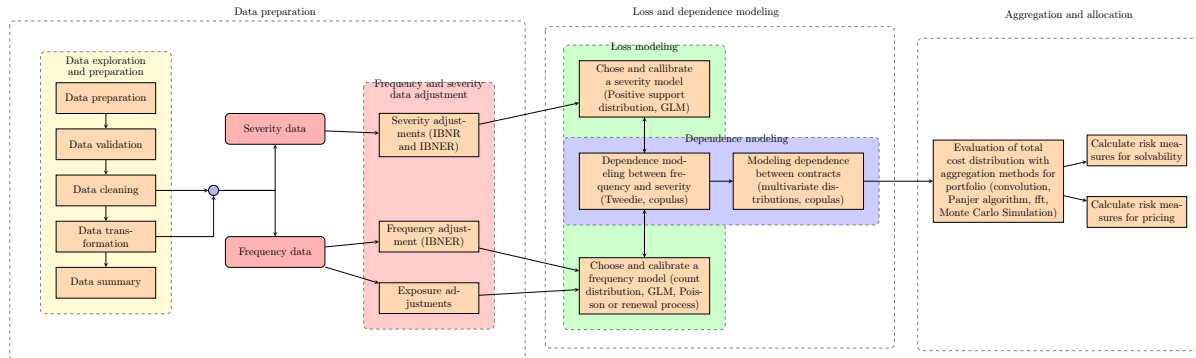 Data preparation
Data exploration
and preparation
Data preparation
Data validation
Data cleaning
Data trans-
formation
Data summary
Severity data
Frequency data
Frequency and severity
data adjustment
Severity adjust-
ments (IBNR
and IBNER)
Frequency adjust-
ment (IBNER)
Exposure ad-
justments
Loss and dependence modeling
Loss modeling
Chose and callibrate
a severity model
(Positive support
distribution, GLM)
Dependence modeling
Dependence mod-
eling between fre-
quency and severity
(Tweedie, copulas)
Modeling dependence
between contracts
(multivariate dis-
tributions, copulas)
Choose and calibrate a
frequency model (count
distribution, GLM, Pois-
son or renewal process)
Aggregation and allocation
Evaluation of total
cost distribution with
aggregation methods for
portfolio (convolution,
Panjer algorithm, fft,
Monte Carlo Simulation)
Calculate risk mea-
sures for solvability
Calculate risk mea-
sures for pricing